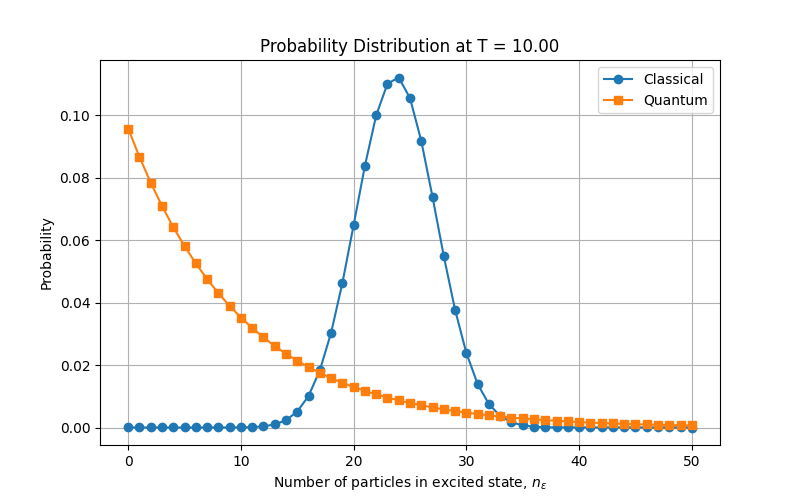 Probability Distribution at T = 10.00
Classical
Quantum
Probability
0.10
0.08
0.06
0.04
0.02
0.00
0
10
20
30
40
50
Number of particles in excited state, $n_\varepsilon$